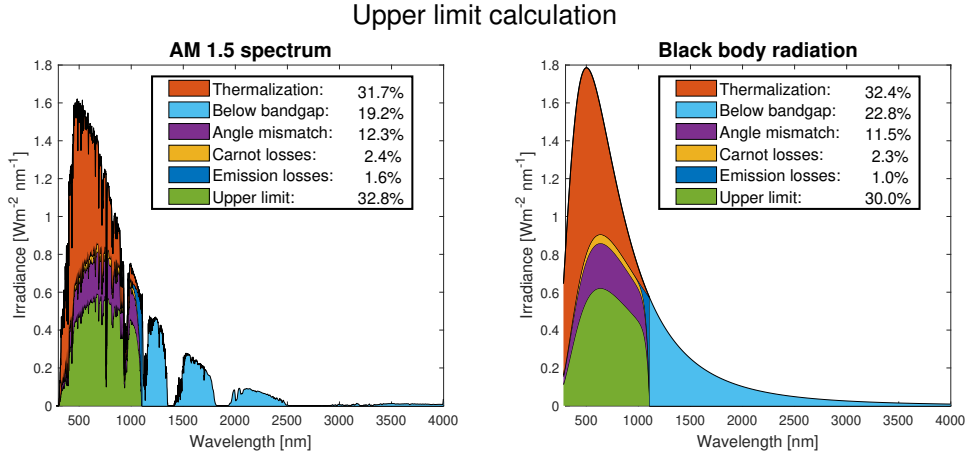 Upper limit calculation
AM 1.5 spectrum
1.8
1.6
1.4
1.2
1
0.8
0.6
0.4
0.2
0
Irradiance [Wm-2 nm-1]
Thermalization: 31.7%
Below bandgap: 19.2%
Angle mismatch: 12.3%
Carnot losses: 2.4%
Emission losses: 1.6%
Upper limit: 32.8%
500 1000 1500 2000 2500 3000 3500 4000
Wavelength [nm]
Black body radiation
1.8
1.6
1.4
1.2
1
0.8
0.6
0.4
0.2
0
Irradiance [Wm-2 nm-1]
Thermalization: 32.4%
Below bandgap: 22.8%
Angle mismatch: 11.5%
Carnot losses: 2.3%
Emission losses: 1.0%
Upper limit: 30.0%
500 1000 1500 2000 2500 3000 3500 4000
Wavelength [nm]